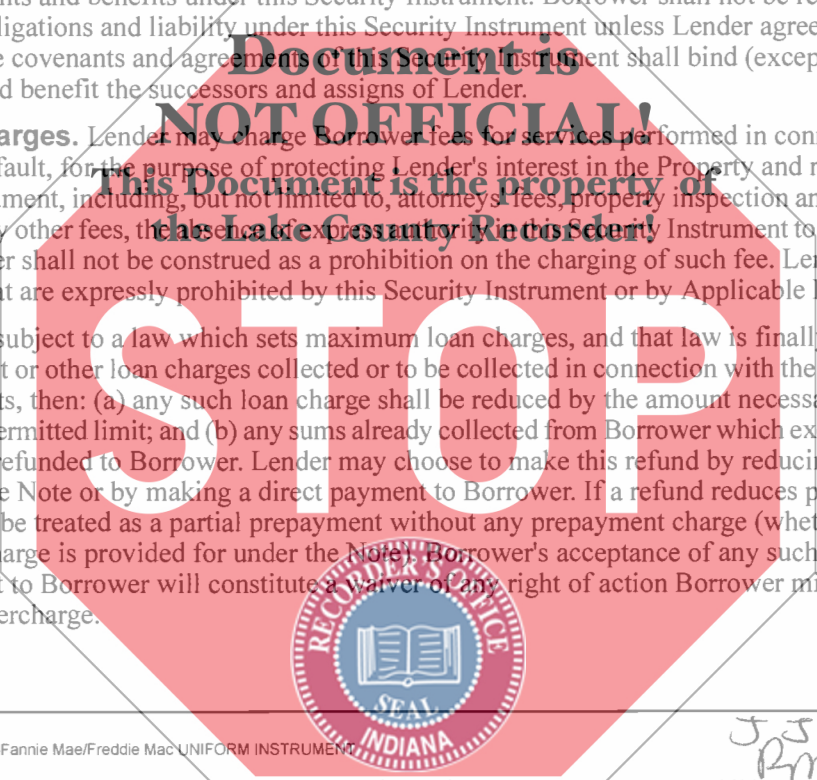 nts and benefits under this Security Instrument. Borrower shall not be re
ligations and liability under this Security Instrument unless Lender agree
Document is
e covenants and agreements of this Security Instrument shall bind (excep
d benefit the successors and assigns of Lender.
NOT OFFICIAL!
arges. Lender may charge Borrower fees for services performed in conn
fault, for the purpose of protecting Lender's interest in the Property and r
This Document is the property of
ment, including, but not limited to, attorneys' fees, property inspection an
y other fees, the absence of express authority in this Security Instrument to
the Lake County Recorder!
er shall not be construed as a prohibition on the charging of such fee. Len
at are expressly prohibited by this Security Instrument or by Applicable
subject to a law which sets maximum loan charges, and that law is finally
t or other loan charges collected or to be collected in connection with the
STOP
ts, then: (a) any such loan charge shall be reduced by the amount necessa
ermitted limit; and (b) any sums already collected from Borrower which ex
refunded to Borrower. Lender may choose to make this refund by reduci
e Note or by making a direct payment to Borrower. If a refund reduces p
be treated as a partial prepayment without any prepayment charge (whet
arge is provided for under the Note). Borrower's acceptance of any such
t to Borrower will constitute a waiver of any right of action Borrower mi
ercharge.
RECORDER'S OFFICE
SEAL
INDIANA
Fannie Mae/Freddie Mac UNIFORM INSTRUMENT
J J